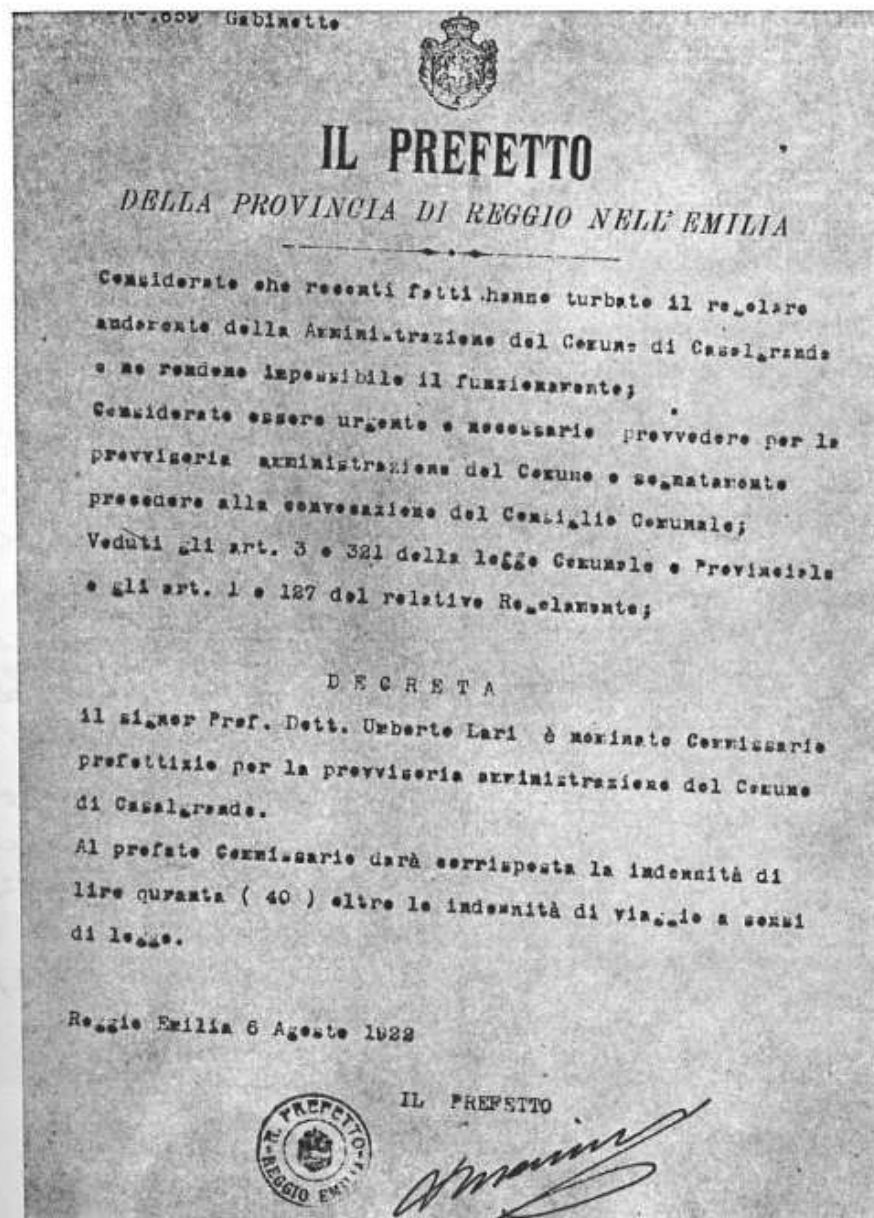 Nº.659 Gabinetto
IL PREFETTO
DELLA PROVINCIA DI REGGIO NELL'EMILIA
Considerato che recenti fatti hanno turbato il regolare
andamento della Amministrazione del Comune di Casalgrande
e ne rendono impossibile il funzionamento;
Considerato essere urgente e necessario provvedere per la
provvisoria amministrazione del Comune e segnatamente
procedere alla convocazione del Consiglio Comunale;
Veduti gli art. 3 e 321 della legge Comunale e Provinciale
e gli art. 1 e 127 del relativo Regolamento;
DECRETA
il signor Prof. Dott. Umberto Lari è nominato Commissario
prefettizio per la provvisoria amministrazione del Comune
di Casalgrande.
Al prefato Commissario darà corrisposta la indennità di
lire quranta ( 40 ) oltre le indennità di viaggio a sensi
di legge.
Reggio Emilia 6 Agosto 1922
IL PREFETTO
R. PREFETTO
REGGIO EMILIA